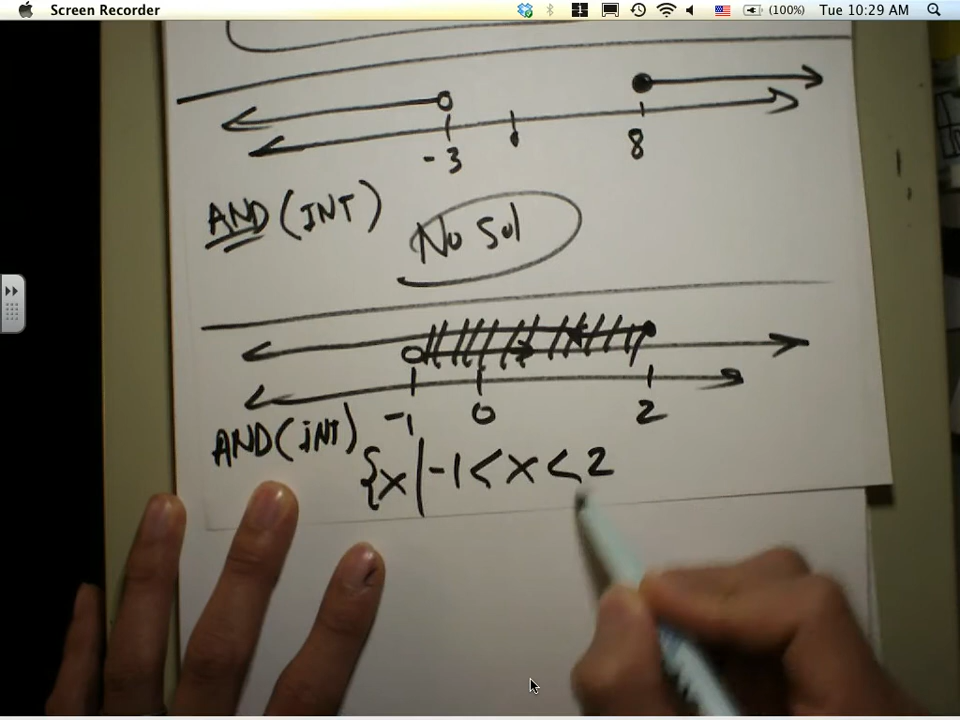 Screen Recorder (100%) Tue 10:29 AM
-3 8
AND (INT) No Sol
-1 0 2
AND (INT)
{x|-1<x<2